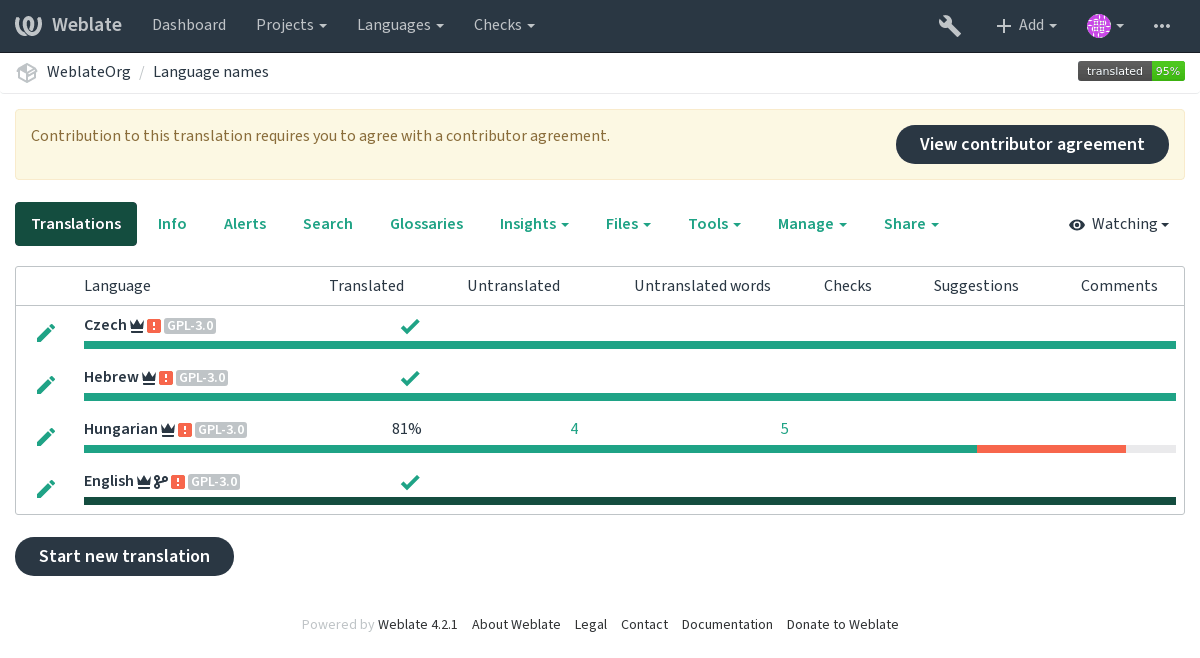 Weblate Dashboard Projects Languages Checks Add
WeblateOrg / Language names translated 95%
Contribution to this translation requires you to agree with a contributor agreement. View contributor agreement
Translations Info Alerts Search Glossaries Insights Files Tools Manage Share Watching
Language Translated Untranslated Untranslated words Checks Suggestions Comments
Czech GPL-3.0
Hebrew GPL-3.0
Hungarian GPL-3.0 81% 4 5
English GPL-3.0
Start new translation
Powered by Weblate 4.2.1 About Weblate Legal Contact Documentation Donate to Weblate